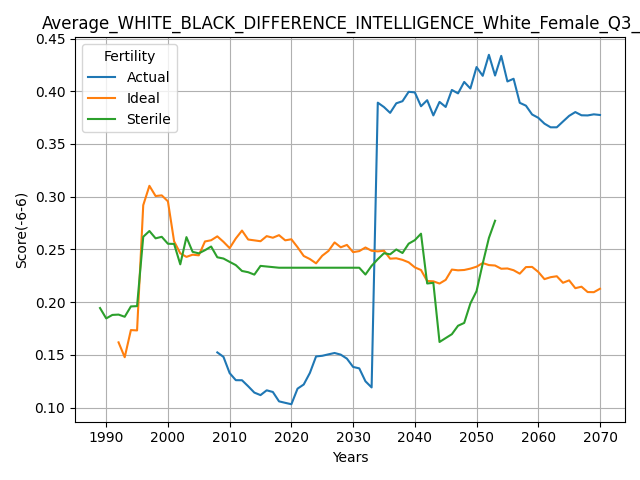 Average_WHITE_BLACK_DIFFERENCE_INTELLIGENCE_White_Female_Q3_
Fertility
Actual
Ideal
Sterile
Score(-6-6)
0.45
0.40
0.35
0.30
0.25
0.20
0.15
0.10
1990 2000 2010 2020 2030 2040 2050 2060 2070
Years